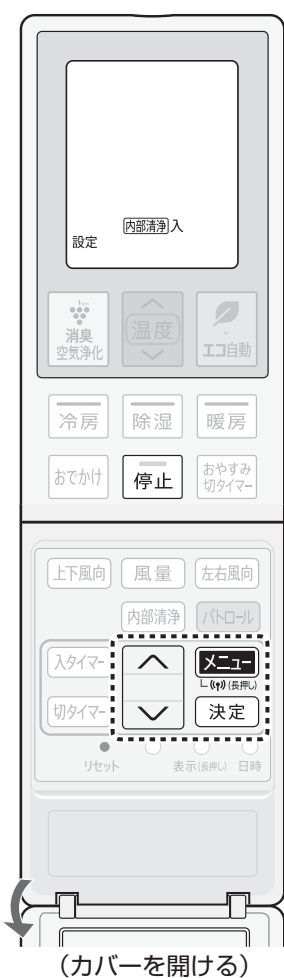 内部清浄 入
設定
Ion
消臭
空気浄化
温度
エコ自動
冷房
除湿
暖房
おでかけ
停止
おやすみ
切タイマー
上下風向
風量
左右風向
内部清浄
パトロール
入タイマー
メニュー
(長押し)
切タイマー
決定
リセット
表示(長押し)
日時
(カバーを開ける)